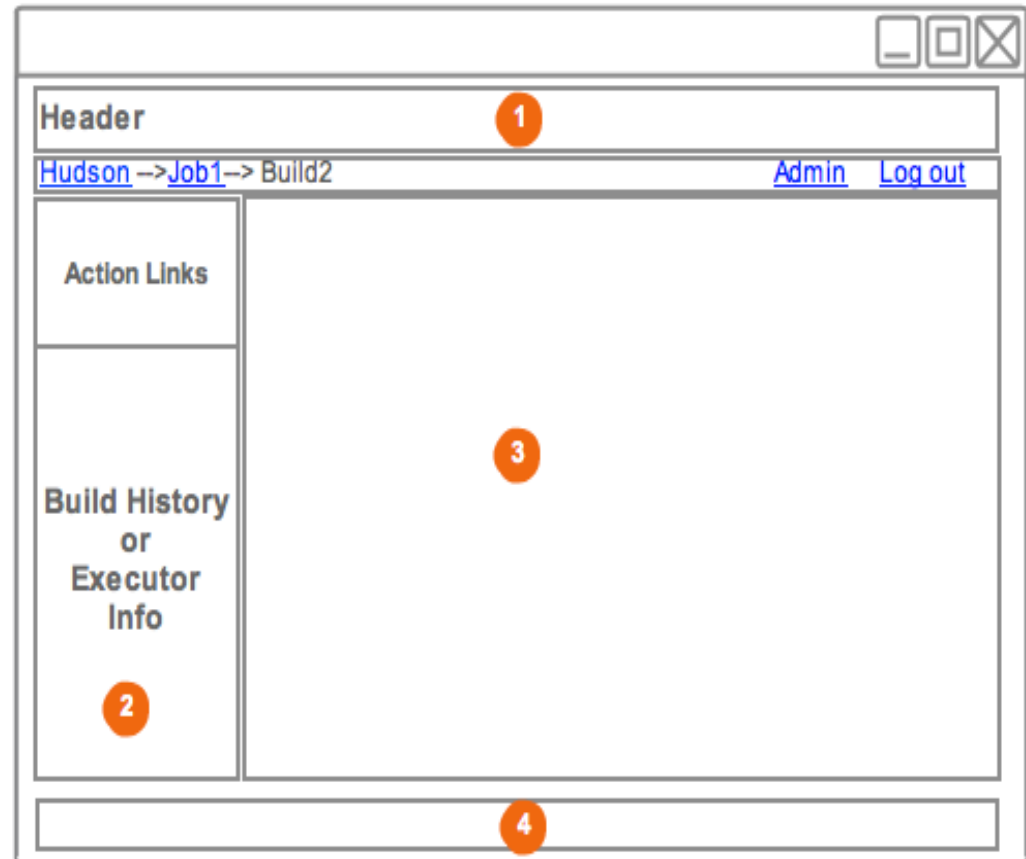 Header 1
Hudson -->Job1--> Build2 Admin Log out
Action Links
3
Build History
or
Executor
Info
2
4